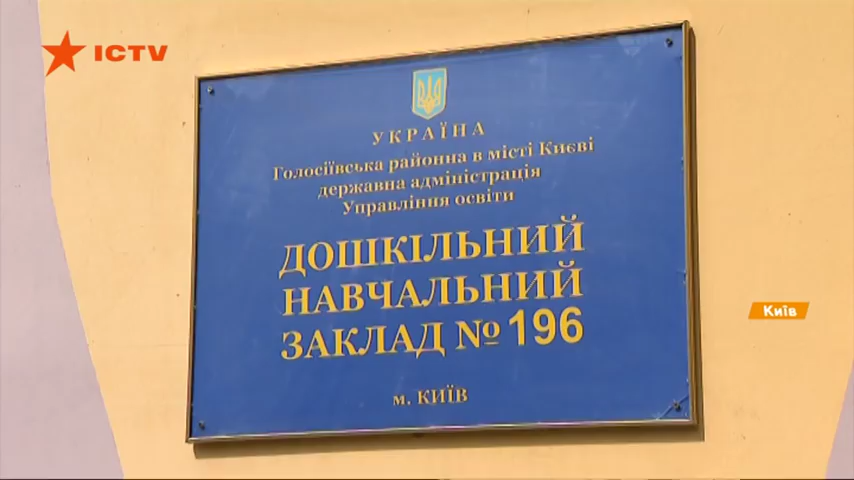 ICTV
УКРАЇНА
Голосіївська районна в місті Києві
державна адміністрація
Управління освіти
ДОШКІЛЬНИЙ
НАВЧАЛЬНИЙ
ЗАКЛАД № 196
м. КИЇВ
Київ